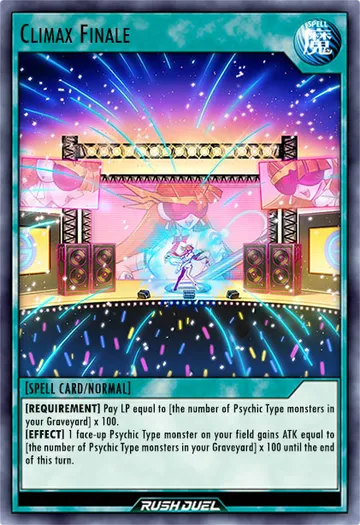 CLIMAX FINALE
SPELL
魔
[SPELL CARD/NORMAL]
[REQUIREMENT] Pay LP equal to [the number of Psychic Type monsters in
your Graveyard] x 100.
[EFFECT] 1 face-up Psychic Type monster on your field gains ATK equal to
[the number of Psychic Type monsters in your Graveyard] x 100 until the end
of this turn.
RUSH DUEL